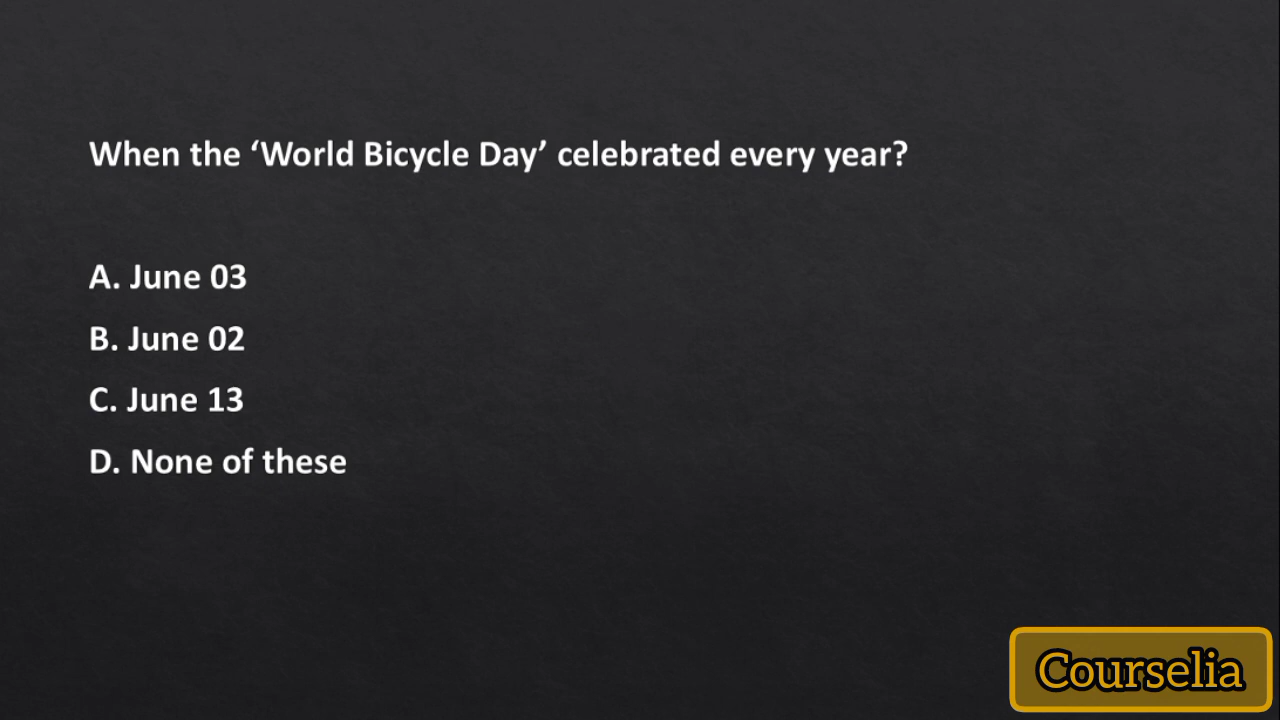 When the ‘World Bicycle Day’ celebrated every year?
A. June 03
B. June 02
C. June 13
D. None of these
Courselia